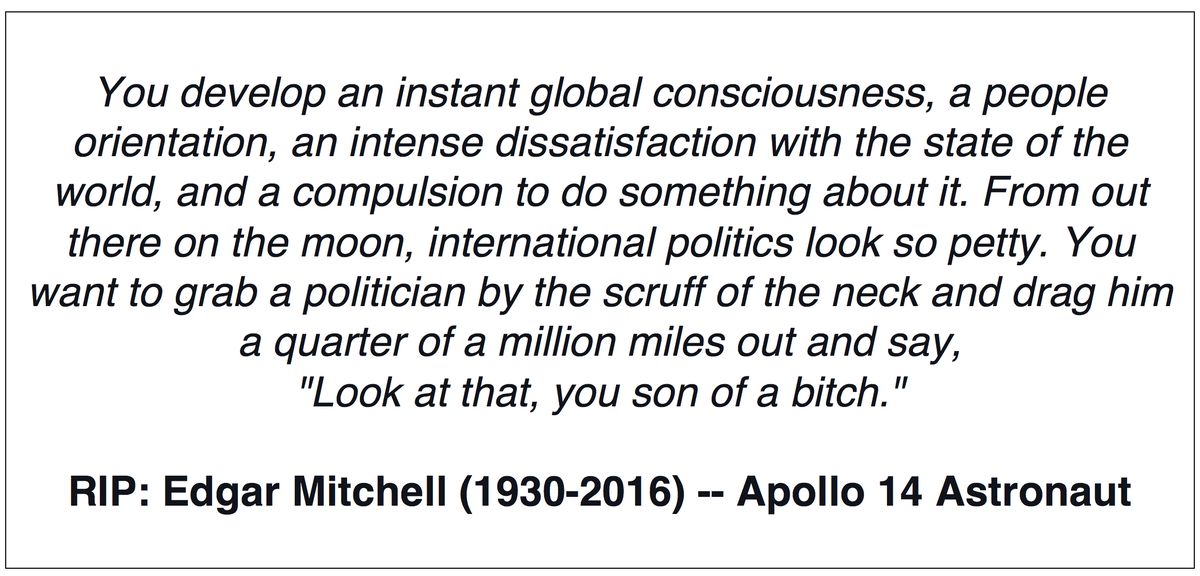 You develop an instant global consciousness, a people
orientation, an intense dissatisfaction with the state of the
world, and a compulsion to do something about it. From out
there on the moon, international politics look so petty. You
want to grab a politician by the scruff of the neck and drag him
a quarter of a million miles out and say,
"Look at that, you son of a bitch."
RIP: Edgar Mitchell (1930-2016) -- Apollo 14 Astronaut